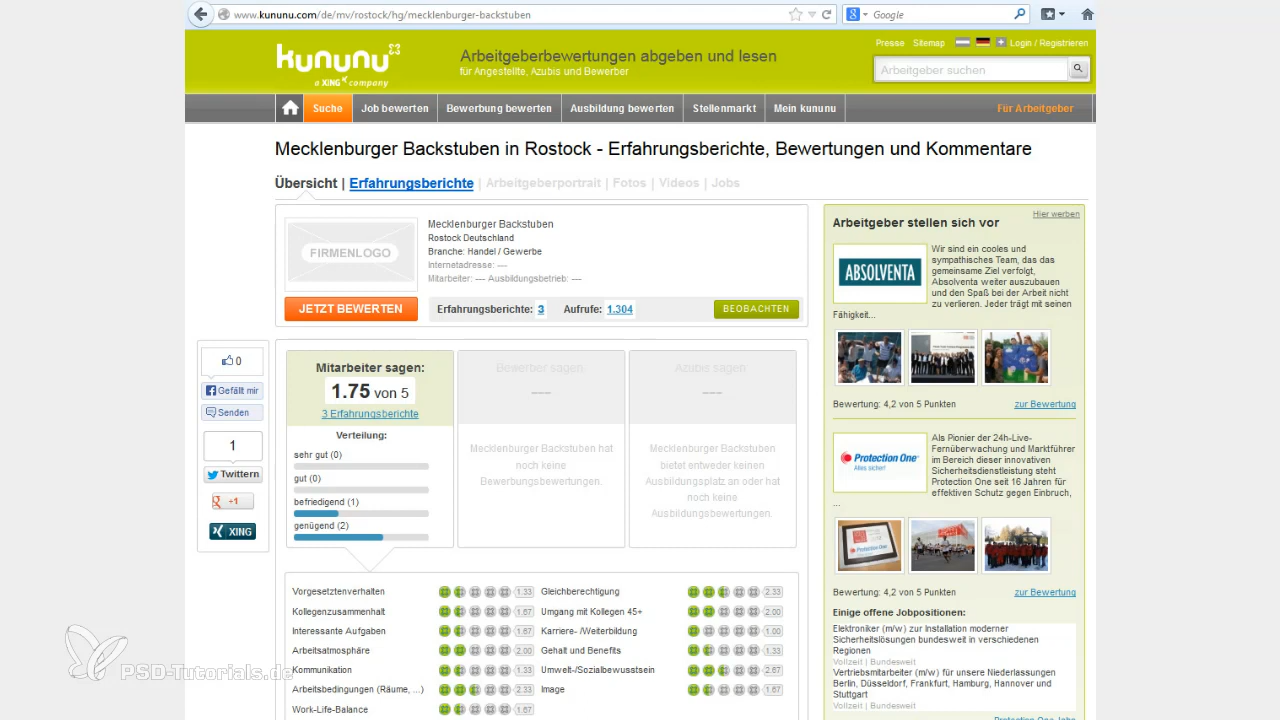 www.kununu.com/de/mv/rostock/hg/mecklenburger-backstuben
Google
kununu
a XING company
Arbeitgeberbewertungen abgeben und lesen
für Angestellte, Azubis und Bewerber
Presse Sitemap Login / Registrieren
Arbeitgeber suchen
Suche Job bewerten Bewerbung bewerten Ausbildung bewerten Stellenmarkt Mein kununu Für Arbeitgeber
Mecklenburger Backstuben in Rostock - Erfahrungsberichte, Bewertungen und Kommentare
Übersicht | Erfahrungsberichte | Arbeitgeberportrait | Fotos | Videos | Jobs
FIRMENLOGO
Mecklenburger Backstuben
Rostock Deutschland
Branche: Handel / Gewerbe
Internetadresse: ---
Mitarbeiter: --- Ausbildungsbetrieb: ---
JETZT BEWERTEN
Erfahrungsberichte: 3 Aufrufe: 1.304 BEOBACHTEN
0
Gefällt mir
Senden
1
Twittern
+1
XING
Mitarbeiter sagen:
1.75 von 5
3 Erfahrungsberichte
Verteilung:
sehr gut (0)
gut (0)
befriedigend (1)
genügend (2)
Bewerber sagen
---
Mecklenburger Backstuben hat
noch keine
Bewerbungsbewertungen.
Azubis sagen
---
Mecklenburger Backstuben
bietet entweder keinen
Ausbildungsplatz an oder hat
noch keine
Ausbildungsbewertungen.
Vorgesetztenverhalten 1.33 Gleichberechtigung 2.33
Kollegenzusammenhalt 1.67 Umgang mit Kollegen 45+ 2.00
Interessante Aufgaben 1.67 Karriere- /Weiterbildung 1.00
Arbeitsatmosphäre 2.00 Gehalt und Benefits 1.33
Kommunikation 1.33 Umwelt-/Sozialbewusstsein 2.67
Arbeitsbedingungen (Räume, ...) 2.33 Image 1.67
Work-Life-Balance 1.67
Hier werben
Arbeitgeber stellen sich vor
ABSOLVENTA
Wir sind ein cooles und
sympathisches Team, das das
gemeinsame Ziel verfolgt,
Absolventa weiter auszubauen
und den Spaß bei der Arbeit nicht
zu verlieren. Jeder trägt mit seinen
Fähigkeit...
Bewertung: 4,2 von 5 Punkten zur Bewertung
Protection One
Alles sicher!
Als Pionier der 24h-Live-
Fernüberwachung und Marktführer
im Bereich dieser innovativen
Sicherheitsdienstleistung steht
Protection One seit 16 Jahren für
effektiven Schutz gegen Einbruch,
...
Bewertung: 4,2 von 5 Punkten zur Bewertung
Einige offene Jobpositionen:
Elektroniker (m/w) zur Installation moderner
Sicherheitslösungen bundesweit in verschiedenen
Regionen
Vollzeit | Bundesweit
Vertriebsmitarbeiter (m/w) für unsere Niederlassungen
Berlin, Düsseldorf, Frankfurt, Hamburg, Hannover und
Stuttgart
Vollzeit | Bundesweit
Protection One Jobs
PSD-Tutorials.de